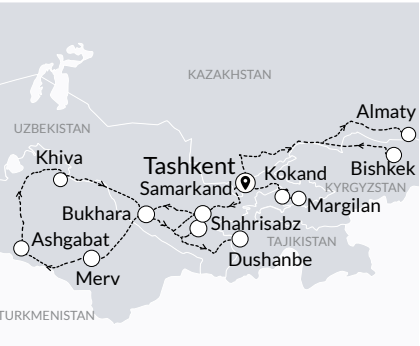 KAZAKHSTAN
Almaty
UZBEKISTAN
Khiva
Tashkent
Kokand
Bishkek
Samarkand
KYRGYZSTAN
Margilan
Bukhara
Shahrisabz
Ashgabat
TAJIKISTAN
Dushanbe
Merv
TURKMENISTAN